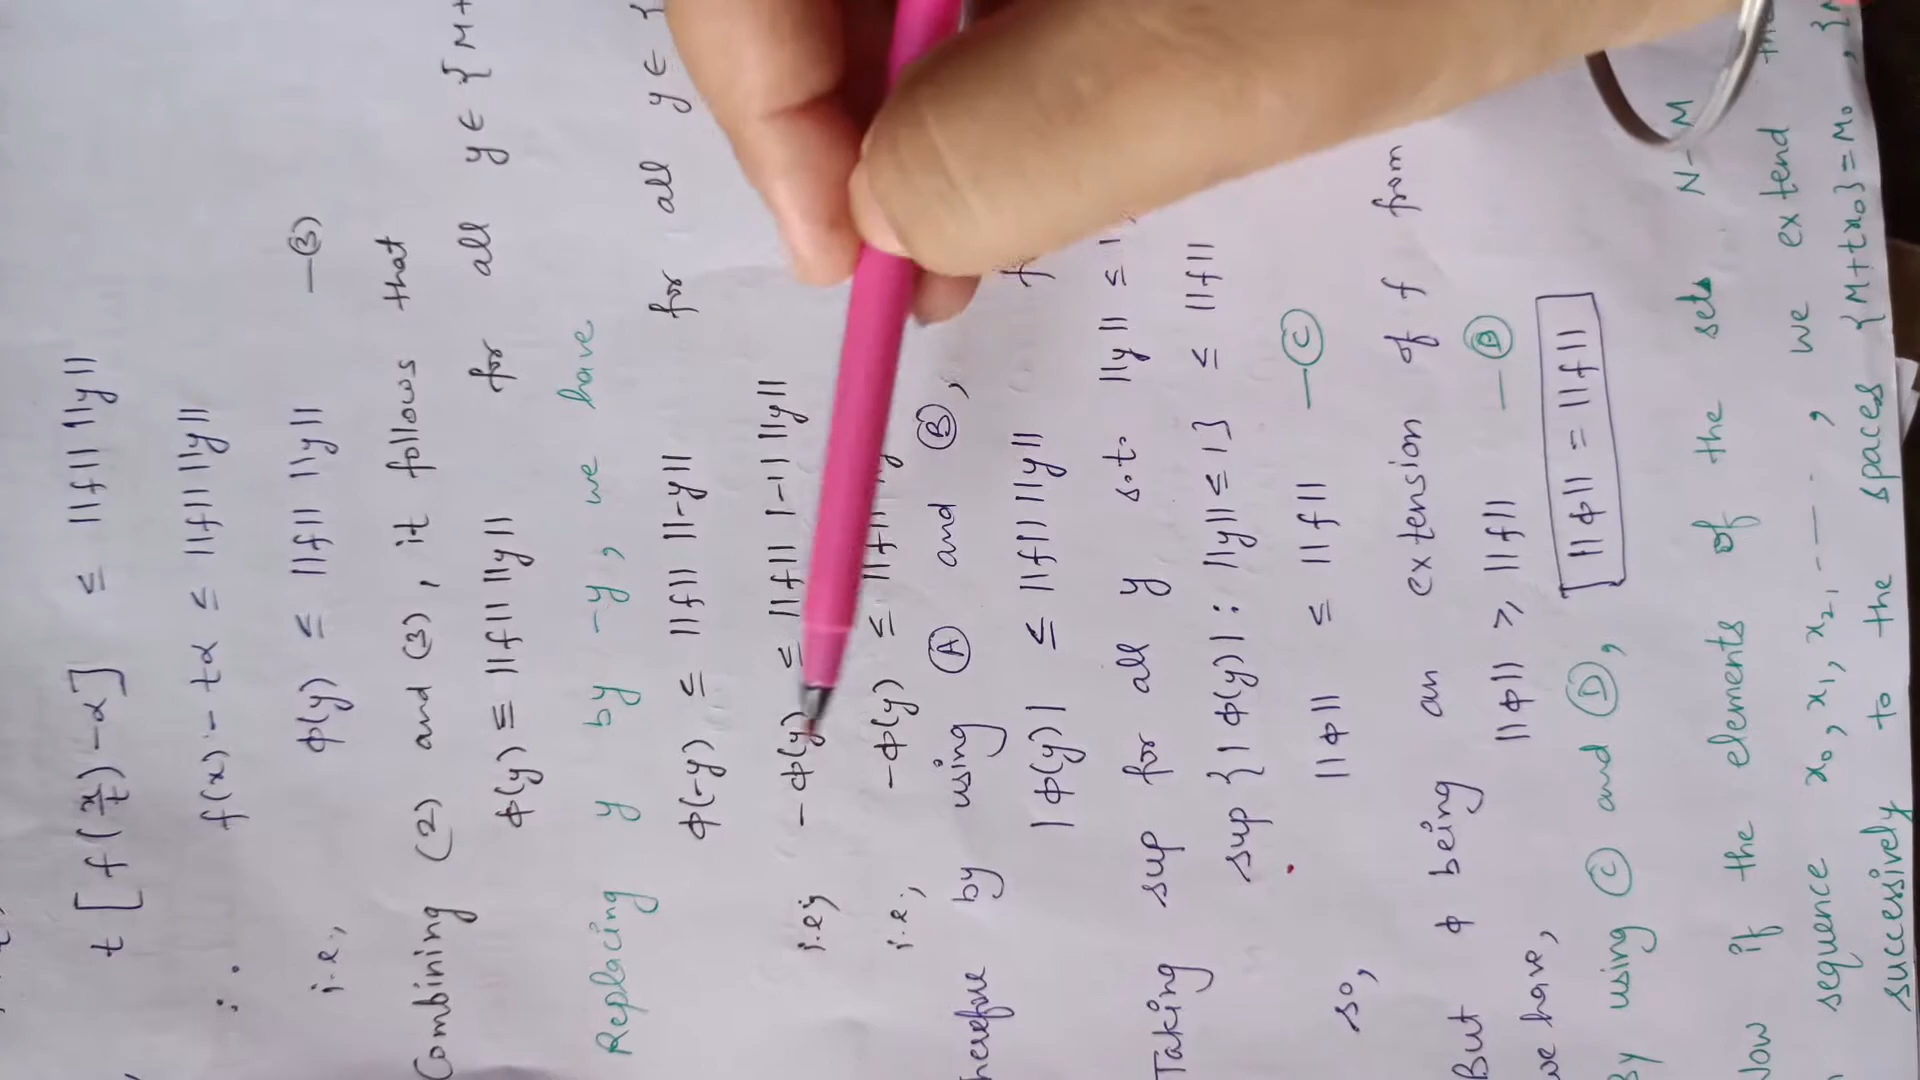 t [ f(x/t) - α ] ≤ ||f|| ||y||
∴ f(x) - tα ≤ ||f|| ||y||
i.e., φ(y) ≤ ||f|| ||y|| —(3)
Combining (2) and (3), it follows that
φ(y) ≤ ||f|| ||y|| for all y ∈ { M+
Replacing y by -y, we have
φ(-y) ≤ ||f|| ||-y|| for all y ∈ {
i.e; -φ(y) ≤ ||f|| |-1| ||y||
i.e., -φ(y) ≤ ||f||
herefore by using Ⓐ and Ⓑ,
|φ(y)| ≤ ||f|| ||y|| f
Taking sup for all y s.t. ||y|| ≤ 1,
sup { |φ(y)| : ||y|| ≤ 1 } ≤ ||f||
so, ||φ|| ≤ ||f|| —Ⓒ
But φ being an extension of f from
we have, ||φ|| >, ||f|| —Ⓓ
By using Ⓒ and Ⓓ, ||φ|| = ||f||
Now if the elements of the sets N-M
sequence x₀, x₁, x₂, ---- , we extend
successively to the spaces {M+tx₀} = M₀, {